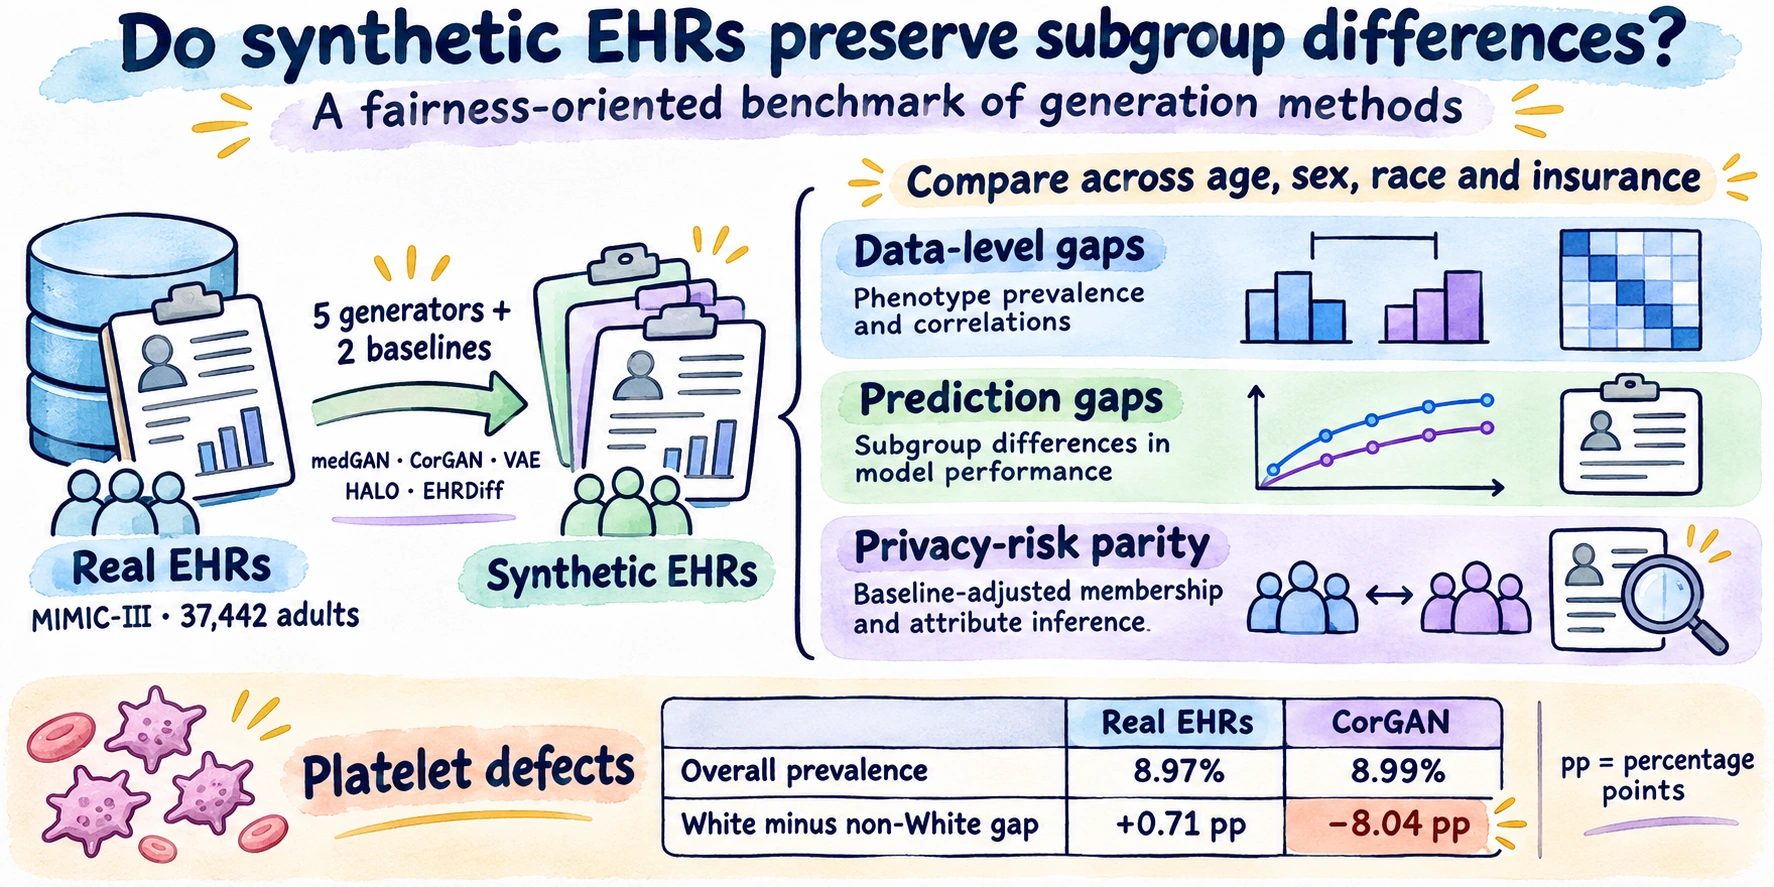 Do synthetic EHRs preserve subgroup differences?
A fairness-oriented benchmark of generation methods
5 generators +
2 baselines
medGAN · CorGAN · VAE
HALO · EHRDiff
Real EHRs
MIMIC-III · 37,442 adults
Synthetic EHRs
Compare across age, sex, race and insurance
Data-level gaps
Phenotype prevalence
and correlations
Prediction gaps
Subgroup differences in
model performance
Privacy-risk parity
Baseline-adjusted membership
and attribute inference.
Platelet defects
Real EHRs CorGAN
Overall prevalence 8.97% 8.99%
White minus non-White gap +0.71 pp −8.04 pp
pp = percentage
points